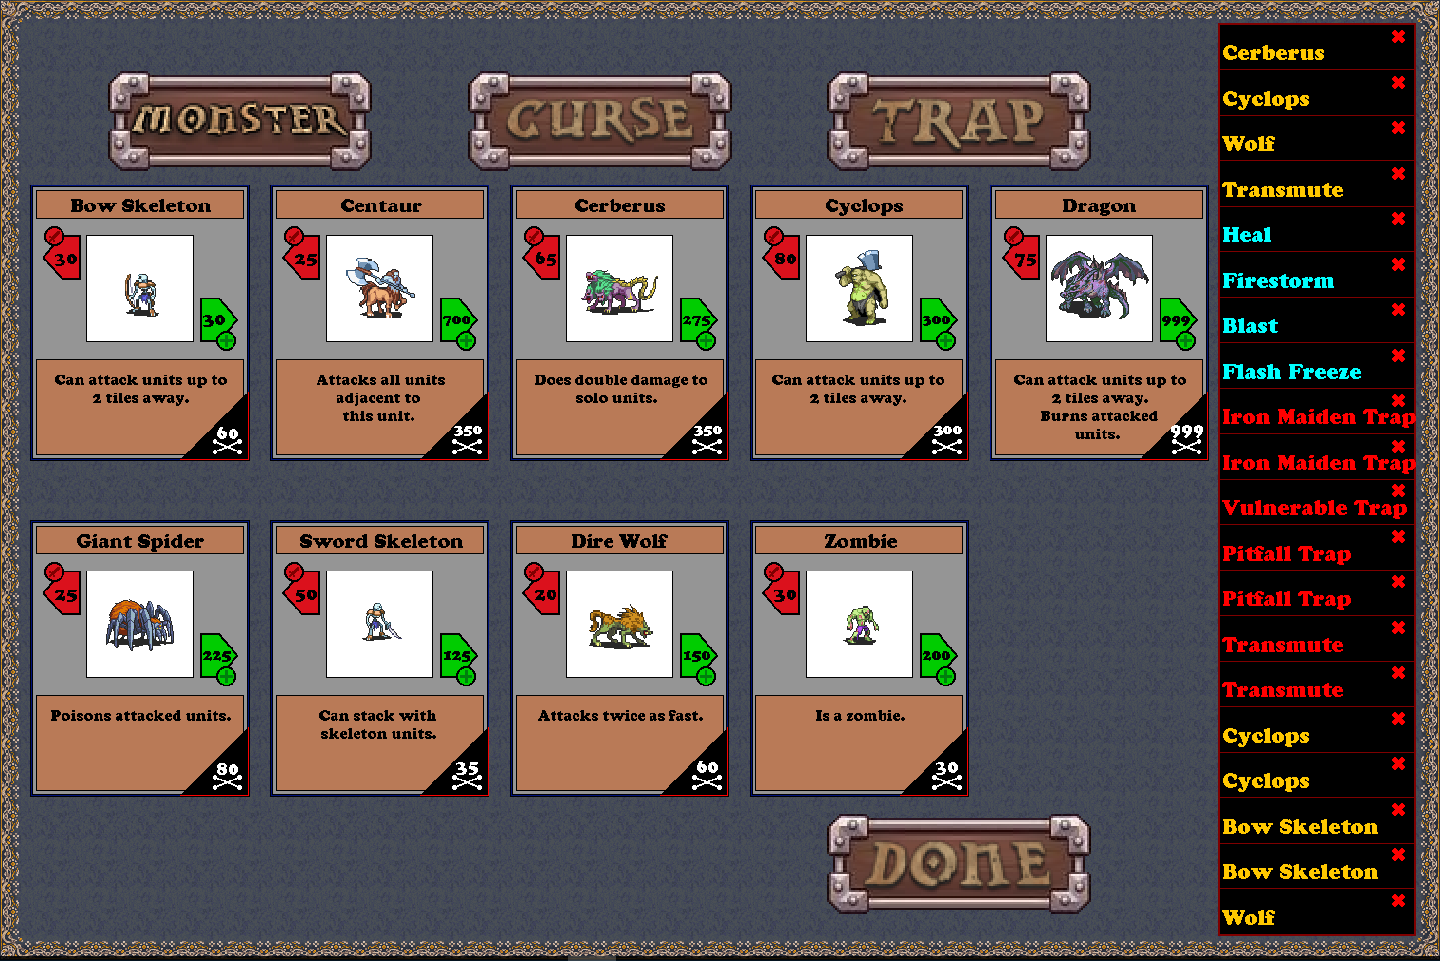 MONSTER
CURSE
TRAP
Bow Skeleton
30
30
Can attack units up to
2 tiles away.
60
Centaur
25
700
Attacks all units
adjacent to
this unit.
350
Cerberus
65
275
Does double damage to
solo units.
350
Cyclops
80
300
Can attack units up to
2 tiles away.
300
Dragon
75
999
Can attack units up to
2 tiles away.
Burns attacked
units.
999
Giant Spider
25
225
Poisons attacked units.
80
Sword Skeleton
50
125
Can stack with
skeleton units.
35
Dire Wolf
20
150
Attacks twice as fast.
60
Zombie
30
200
Is a zombie.
30
DONE
Cerberus
Cyclops
Wolf
Transmute
Heal
Firestorm
Blast
Flash Freeze
Iron Maiden Trap
Iron Maiden Trap
Vulnerable Trap
Pitfall Trap
Pitfall Trap
Transmute
Transmute
Cyclops
Cyclops
Bow Skeleton
Bow Skeleton
Wolf